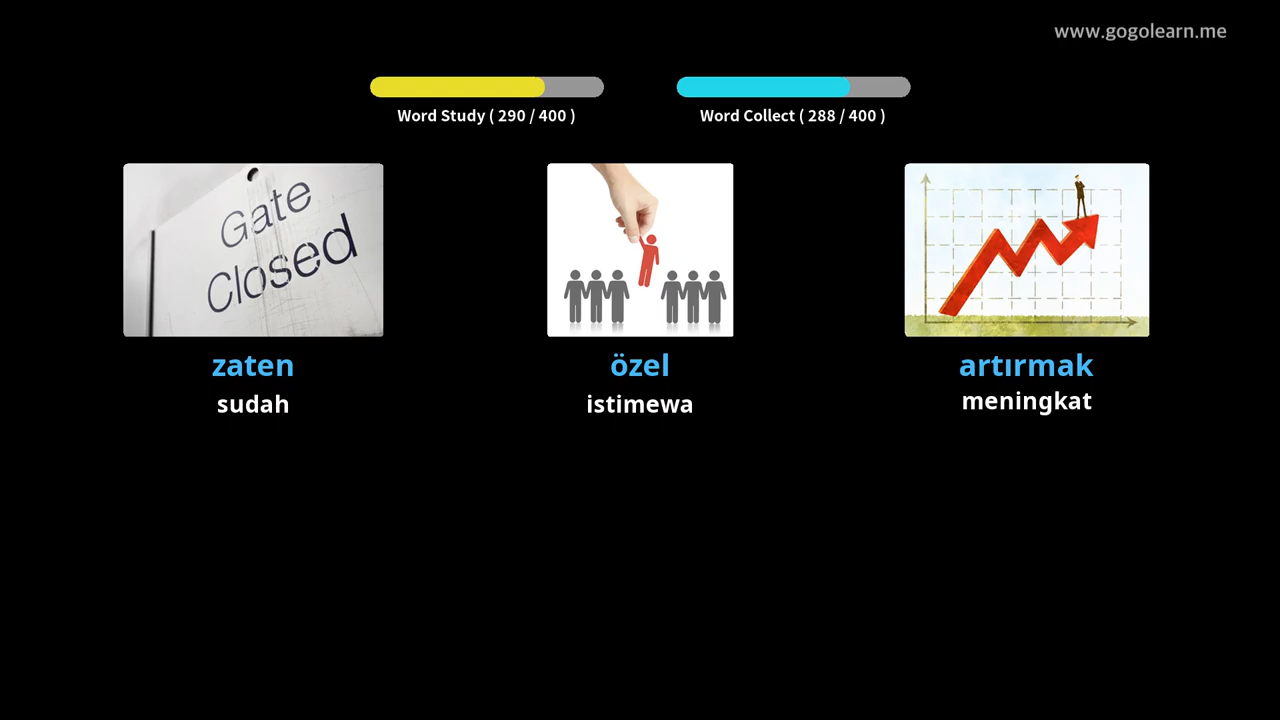 www.gogolearn.me
Word Study ( 290 / 400 )
Word Collect ( 288 / 400 )
Gate
Closed
zaten
sudah
özel
istimewa
artırmak
meningkat